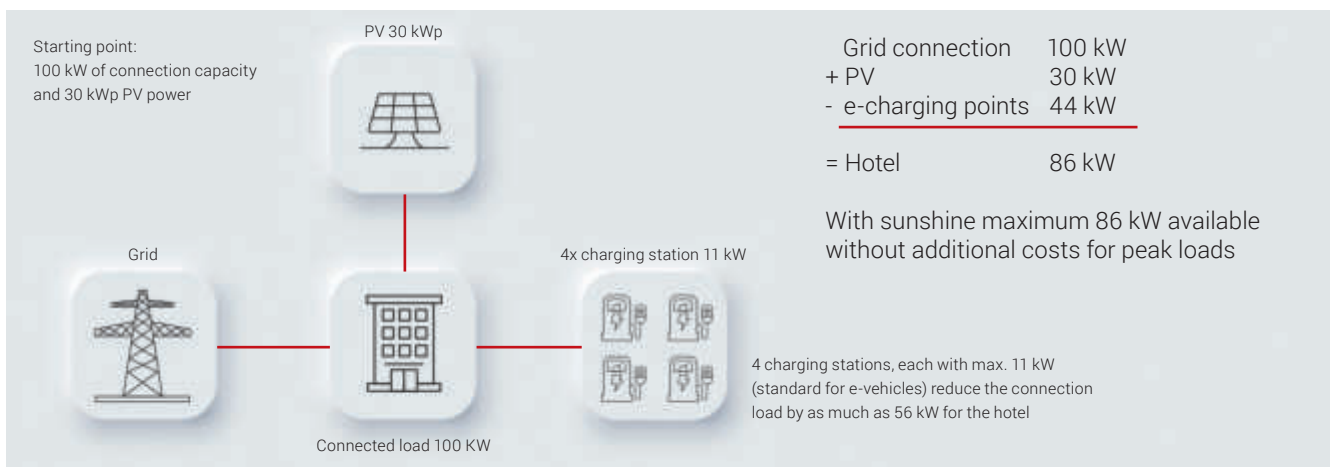 Starting point:
100 kW of connection capacity
and 30 kWp PV power
PV 30 kWp
Grid connection 100 kW
+ PV 30 kW
- e-charging points 44 kW
= Hotel 86 kW
With sunshine maximum 86 kW available
without additional costs for peak loads
Grid
4x charging station 11 kW
4 charging stations, each with max. 11 kW
(standard for e-vehicles) reduce the connection
load by as much as 56 kW for the hotel
Connected load 100 KW